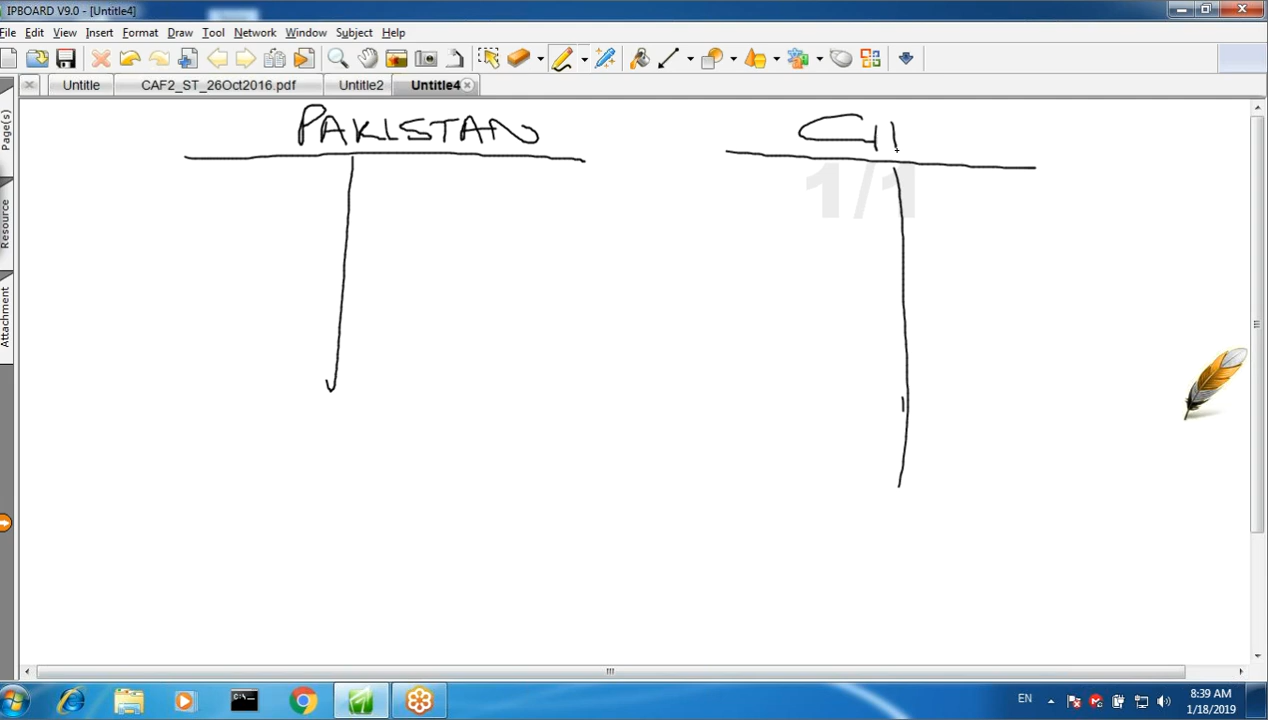 IPBOARD V9.0 - [Untitle4]
File Edit View Insert Format Draw Tool Network Window Subject Help
Untitle CAF2_ST_26Oct2016.pdf Untitle2 Untitle4
Page(s)
Resource
Attachment
PAKISTAN
1/1
EN
8:39 AM
1/18/2019